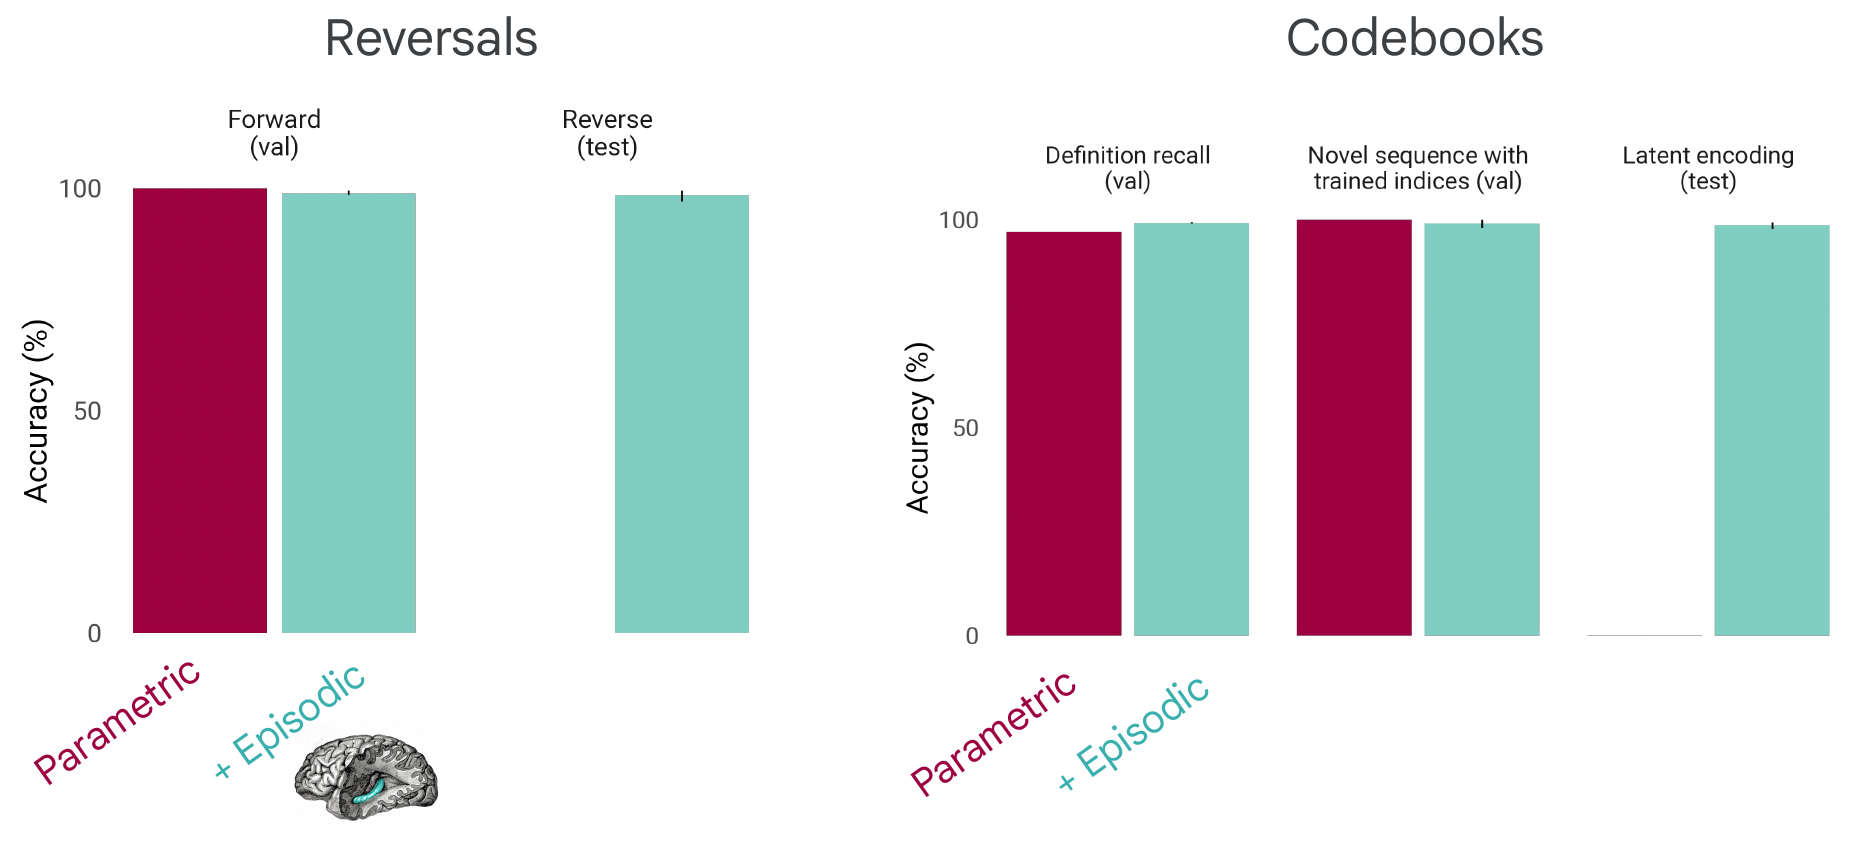 Reversals
Forward
(val)
Reverse
(test)
100
50
0
Accuracy (%)
Parametric
+ Episodic
Codebooks
Definition recall
(val)
Novel sequence with
trained indices (val)
Latent encoding
(test)
100
50
0
Accuracy (%)
Parametric
+ Episodic